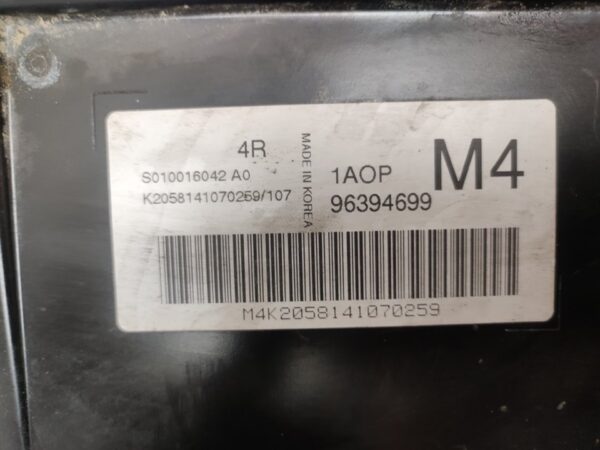 4R
S010016042 A0
K2058141070259/107
MADE IN KOREA
1AOP
M4
96394699
M4K2058141070259